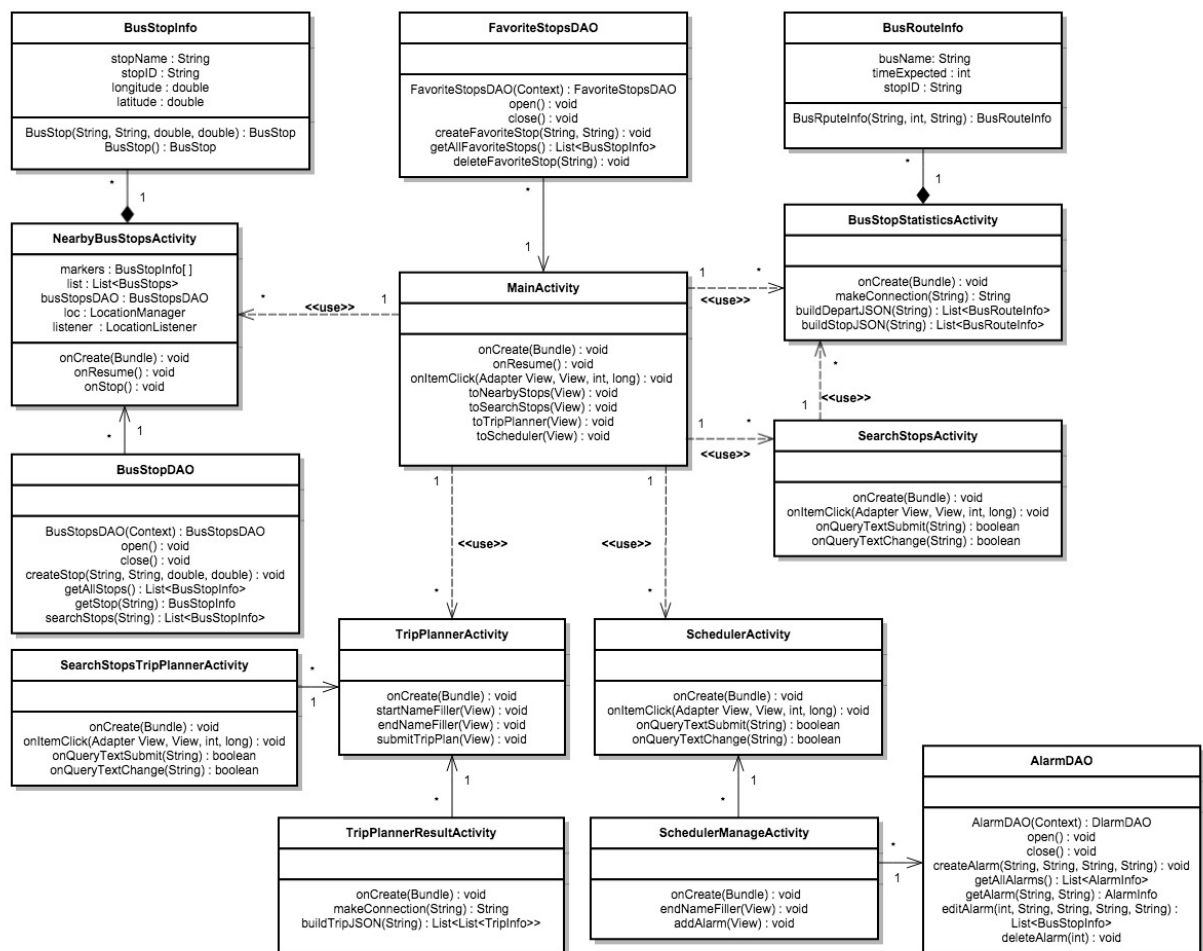 BusStopInfo
stopName : String
stopID : String
longitude : double
latitude : double
BusStop(String, String, double, double) : BusStop
BusStop() : BusStop
FavoriteStopsDAO
FavoriteStopsDAO(Context) : FavoriteStopsDAO
open() : void
close() : void
createFavoriteStop(String, String) : void
getAllFavoriteStops() : List<BusStopInfo>
deleteFavoriteStop(String) : void
BusRouteInfo
busName: String
timeExpected : int
stopID : String
BusRputeInfo(String, int, String) : BusRouteInfo
*
1
*
1
*
1
NearbyBusStopsActivity
markers : BusStopInfo[ ]
list : List<BusStops>
busStopsDAO : BusStopsDAO
loc : LocationManager
listener : LocationListener
onCreate(Bundle) : void
onResume() : void
onStop() : void
*
1
<<use>>
MainActivity
onCreate(Bundle) : void
onResume() : void
onItemClick(Adapter View, View, int, long) : void
toNearbyStops(View) : void
toSearchStops(View) : void
toTripPlanner(View) : void
toScheduler(View) : void
1
*
<<use>>
BusStopStatisticsActivity
onCreate(Bundle) : void
makeConnection(String) : String
buildDepartJSON(String) : List<BusRouteInfo>
buildStopJSON(String) : List<BusRouteInfo>
*
1
<<use>>
1
*
<<use>>
SearchStopsActivity
onCreate(Bundle) : void
onItemClick(Adapter View, View, int, long) : void
onQueryTextSubmit(String) : boolean
onQueryTextChange(String) : boolean
1
*
BusStopDAO
BusStopsDAO(Context) : BusStopsDAO
open() : void
close() : void
createStop(String, String, double, double) : void
getAllStops() : List<BusStopInfo>
getStop(String) : BusStopInfo
searchStops(String) : List<BusStopInfo>
1
<<use>>
*
1
<<use>>
*
SearchStopsTripPlannerActivity
onCreate(Bundle) : void
onItemClick(Adapter View, View, int, long) : void
onQueryTextSubmit(String) : boolean
onQueryTextChange(String) : boolean
*
1
TripPlannerActivity
onCreate(Bundle) : void
startNameFiller(View) : void
endNameFiller(View) : void
submitTripPlan(View) : void
SchedulerActivity
onCreate(Bundle) : void
onItemClick(Adapter View, View, int, long) : void
onQueryTextSubmit(String) : boolean
onQueryTextChange(String) : boolean
1
*
1
*
TripPlannerResultActivity
onCreate(Bundle) : void
makeConnection(String) : String
buildTripJSON(String) : List<List<TripInfo>>
SchedulerManageActivity
onCreate(Bundle) : void
endNameFiller(View) : void
addAlarm(View) : void
*
1
AlarmDAO
AlarmDAO(Context) : DlarmDAO
open() : void
close() : void
createAlarm(String, String, String, String) : void
getAllAlarms() : List<AlarmInfo>
getAlarm(String, String) : AlarmInfo
editAlarm(int, String, String, String, String) :
List<BusStopInfo>
deleteAlarm(int) : void